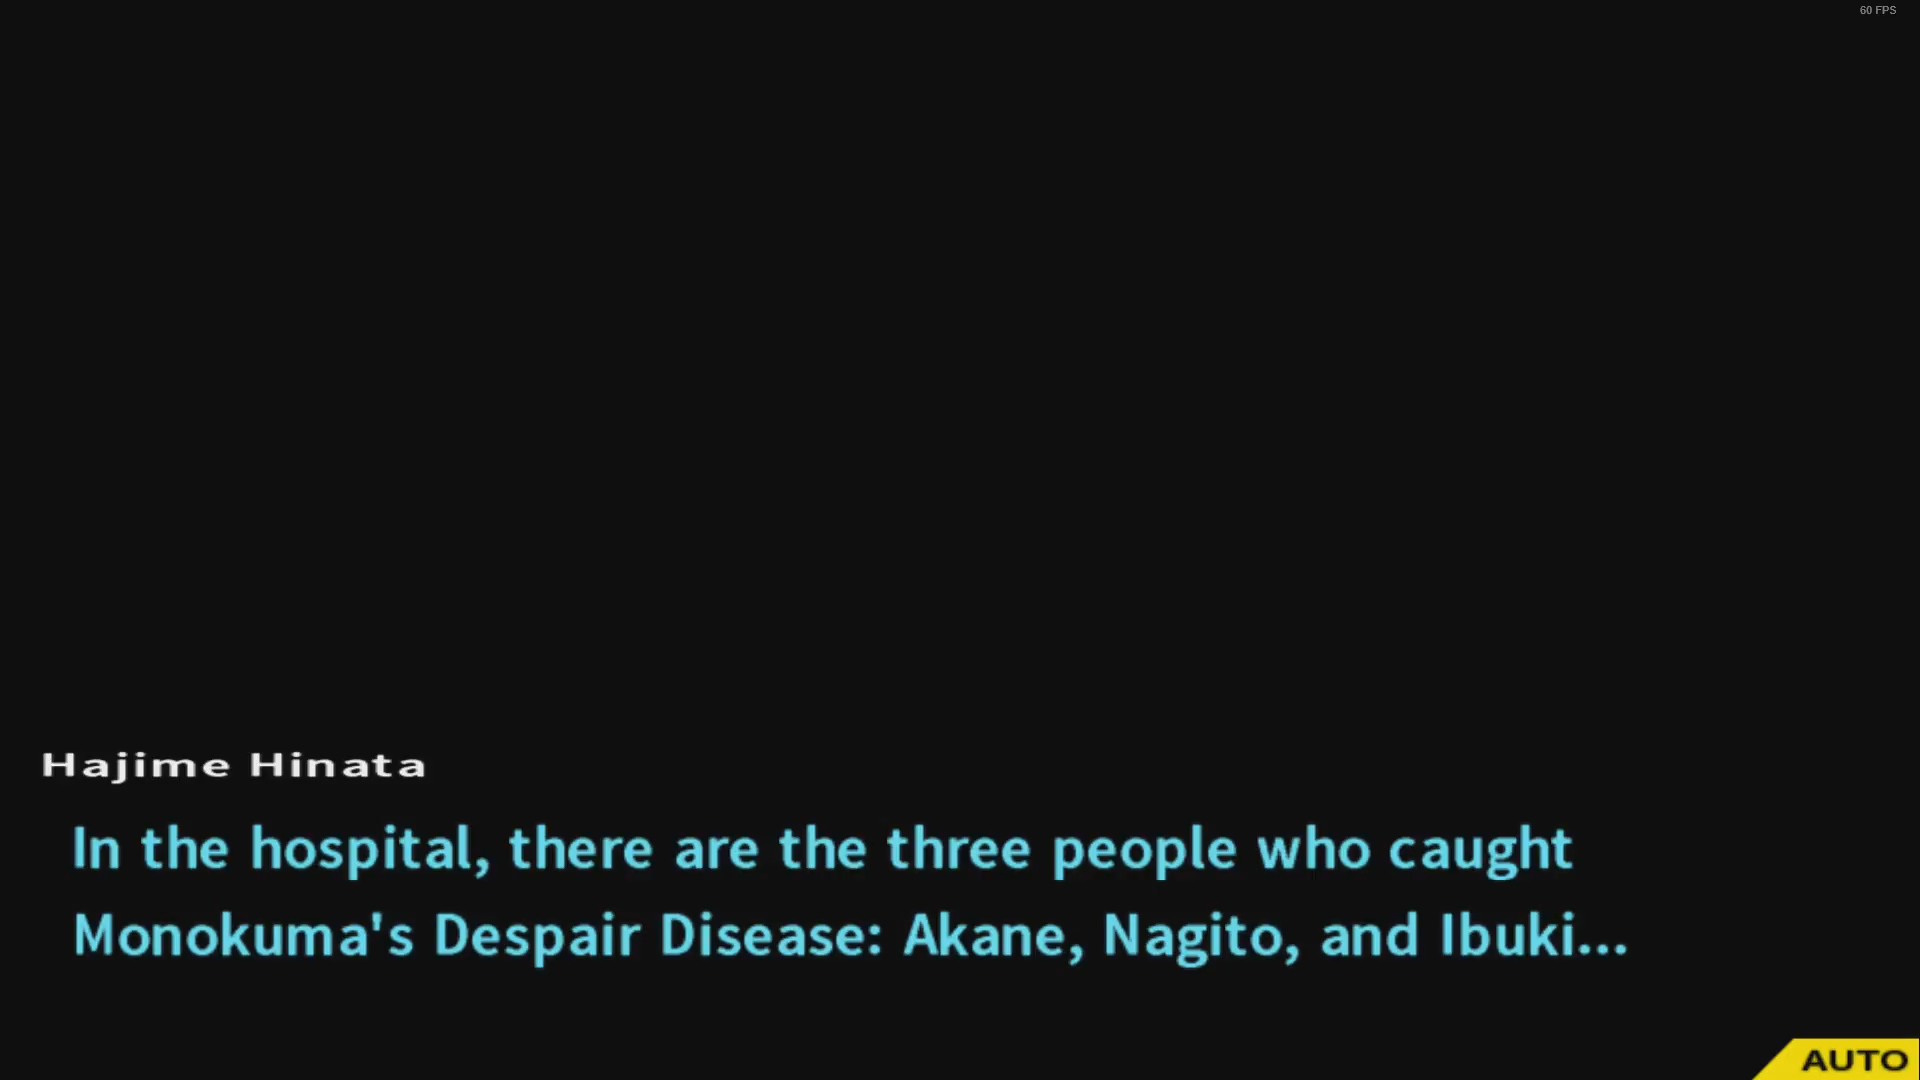 60 FPS
Hajime Hinata
In the hospital, there are the three people who caught
Monokuma's Despair Disease: Akane, Nagito, and Ibuki...
AUTO